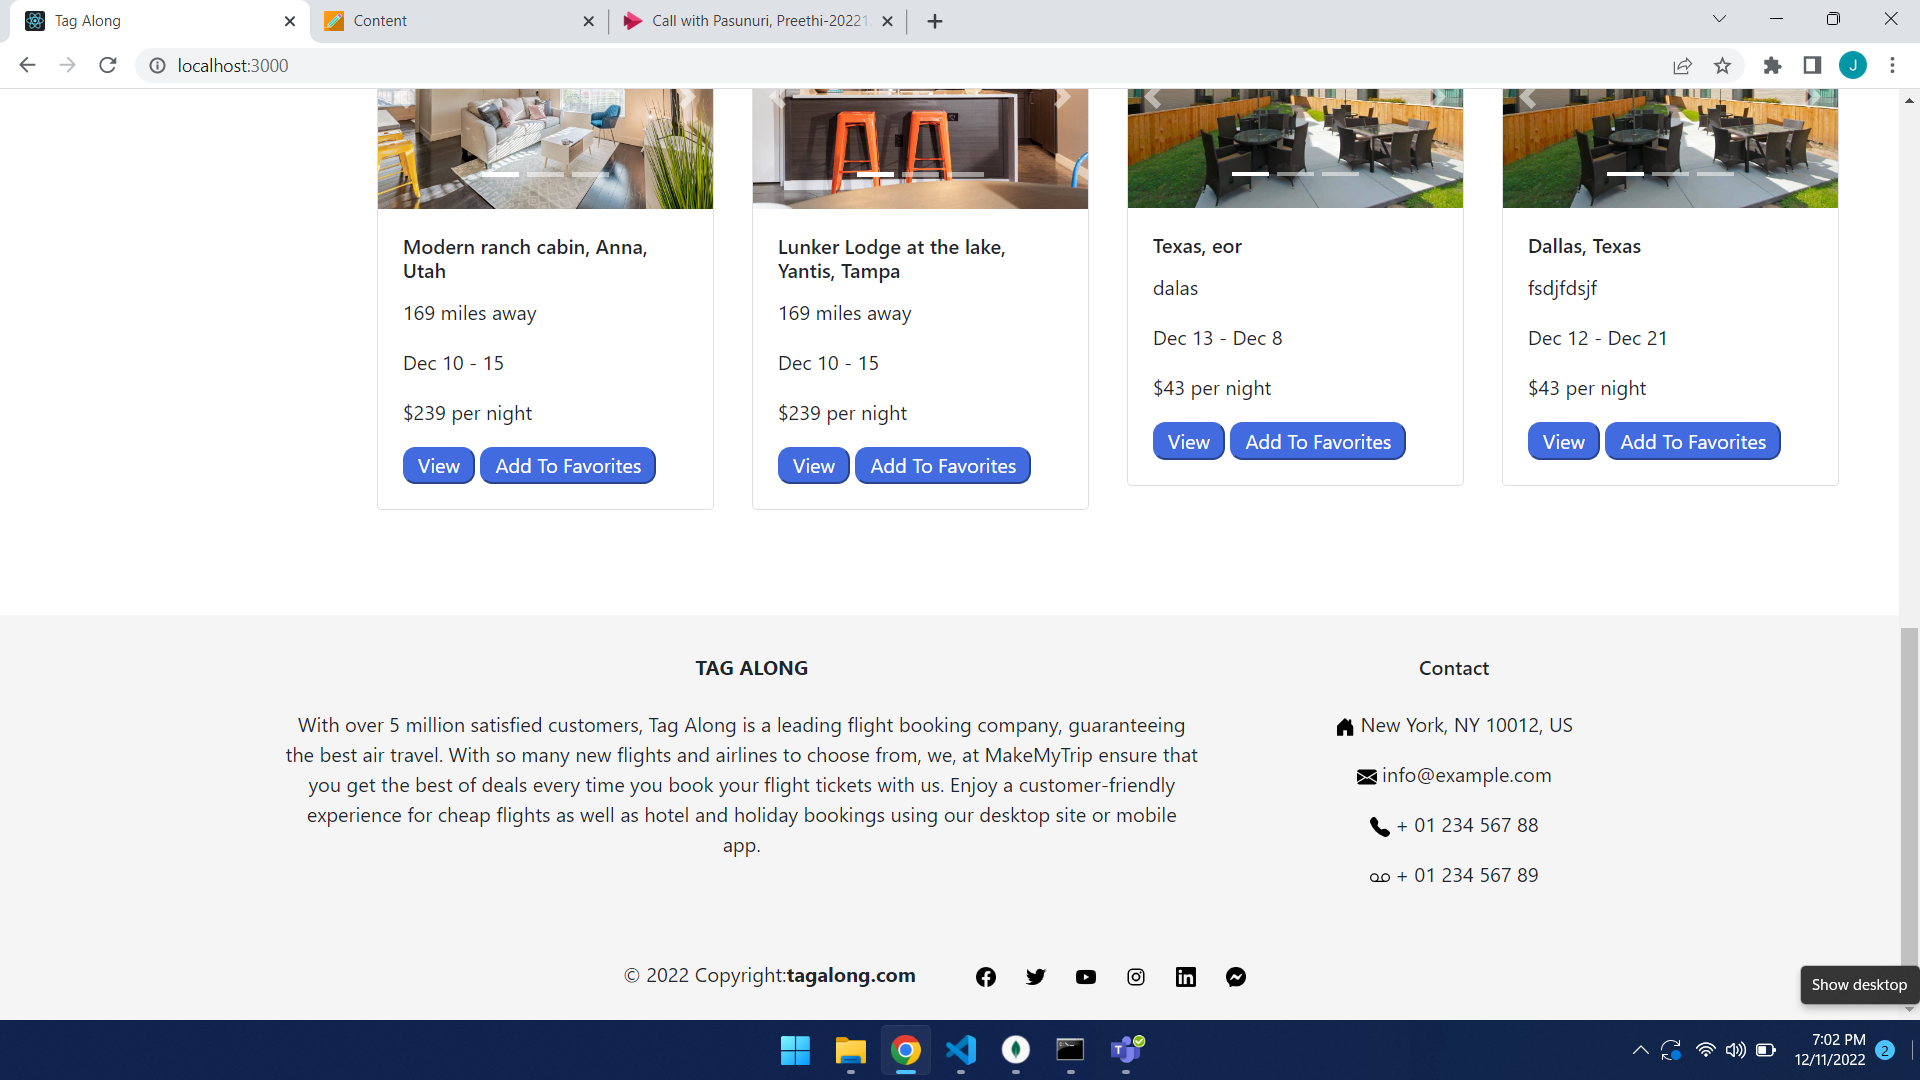 Tag Along
Content
Call with Pasunuri, Preethi-20221
localhost:3000
J
Modern ranch cabin, Anna,
Utah
169 miles away
Dec 10 - 15
$239 per night
View
Add To Favorites
Lunker Lodge at the lake,
Yantis, Tampa
169 miles away
Dec 10 - 15
$239 per night
View
Add To Favorites
Texas, eor
dalas
Dec 13 - Dec 8
$43 per night
View
Add To Favorites
Dallas, Texas
fsdjfdsjf
Dec 12 - Dec 21
$43 per night
View
Add To Favorites
TAG ALONG
With over 5 million satisfied customers, Tag Along is a leading flight booking company, guaranteeing
the best air travel. With so many new flights and airlines to choose from, we, at MakeMyTrip ensure that
you get the best of deals every time you book your flight tickets with us. Enjoy a customer-friendly
experience for cheap flights as well as hotel and holiday bookings using our desktop site or mobile
app.
Contact
New York, NY 10012, US
info@example.com
+ 01 234 567 88
+ 01 234 567 89
© 2022 Copyright:tagalong.com
Show desktop
7:02 PM
12/11/2022
2